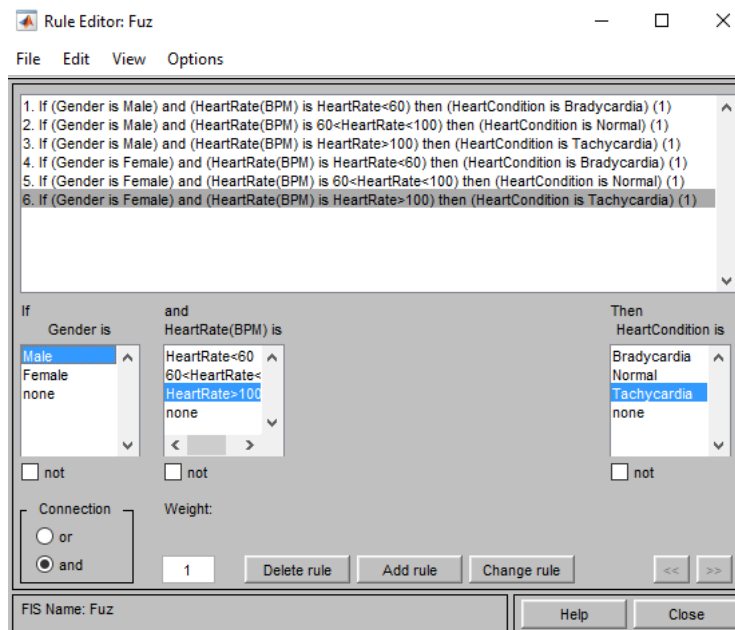 Rule Editor: Fuz
File Edit View Options
1. If (Gender is Male) and (HeartRate(BPM) is HeartRate<60) then (HeartCondition is Bradycardia) (1)
2. If (Gender is Male) and (HeartRate(BPM) is 60<HeartRate<100) then (HeartCondition is Normal) (1)
3. If (Gender is Male) and (HeartRate(BPM) is HeartRate>100) then (HeartCondition is Tachycardia) (1)
4. If (Gender is Female) and (HeartRate(BPM) is HeartRate<60) then (HeartCondition is Bradycardia) (1)
5. If (Gender is Female) and (HeartRate(BPM) is 60<HeartRate<100) then (HeartCondition is Normal) (1)
6. If (Gender is Female) and (HeartRate(BPM) is HeartRate>100) then (HeartCondition is Tachycardia) (1)
If and Then
Gender is HeartRate(BPM) is HeartCondition is
Male HeartRate<60 Bradycardia
Female 60<HeartRate< Normal
none HeartRate>100 Tachycardia
none none
not not not
Connection Weight:
or
and 1 Delete rule Add rule Change rule << >>
FIS Name: Fuz Help Close